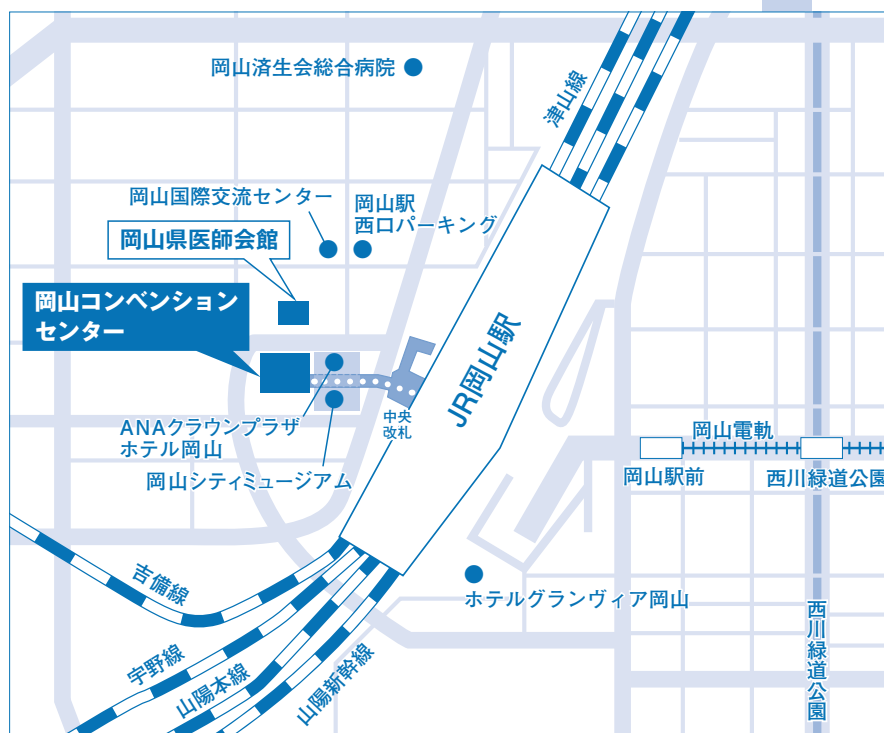 岡山済生会総合病院
津山線
岡山国際交流センター
岡山駅
西口パーキング
岡山県医師会館
岡山コンベンション
センター
JR岡山駅
中央
改札
ANAクラウンプラザ
ホテル岡山
岡山シティミュージアム
岡山電軌
岡山駅前
西川緑道公園
吉備線
宇野線
山陽本線
山陽新幹線
ホテルグランヴィア岡山
西川緑道公園